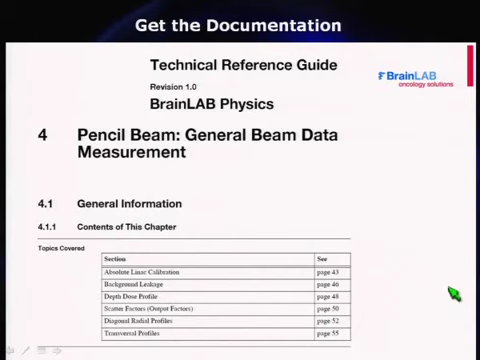 Get the Documentation
Technical Reference Guide
Revision 1.0
BrainLAB Physics
BrainLAB
oncology solutions
4 Pencil Beam: General Beam Data
Measurement
4.1 General Information
4.1.1 Contents of This Chapter
Topics Covered
Section See
Absolute Linac Calibration page 43
Background Leakage page 46
Depth Dose Profile page 48
Scatter Factors (Output Factors) page 50
Diagonal Radial Profiles page 52
Transversal Profiles page 55